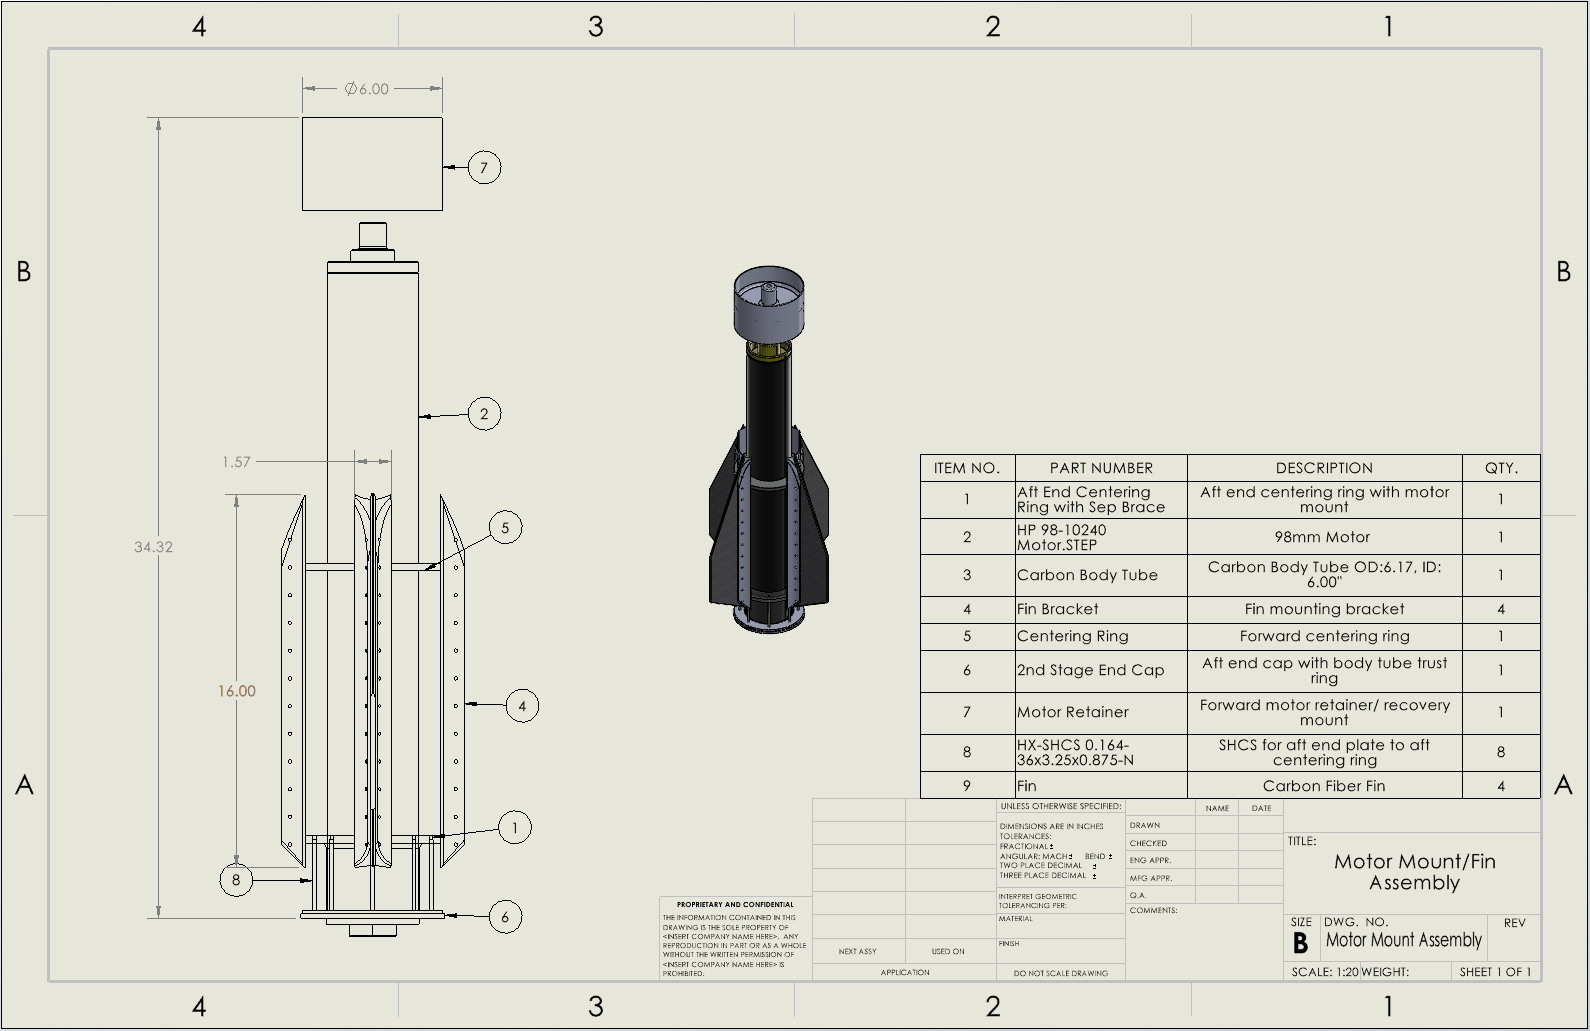 4 3 2 1
B B
A A
Ø6.00
7
2
1.57
5
34.32
16.00
4
1
8
6
ITEM NO. PART NUMBER DESCRIPTION QTY.
1 Aft End Centering Ring with Sep Brace Aft end centering ring with motor mount 1
2 HP 98-10240 Motor.STEP 98mm Motor 1
3 Carbon Body Tube Carbon Body Tube OD:6.17, ID: 6.00" 1
4 Fin Bracket Fin mounting bracket 4
5 Centering Ring Forward centering ring 1
6 2nd Stage End Cap Aft end cap with body tube trust ring 1
7 Motor Retainer Forward motor retainer/ recovery mount 1
8 HX-SHCS 0.164-36x3.25x0.875-N SHCS for aft end plate to aft centering ring 8
9 Fin Carbon Fiber Fin 4
PROPRIETARY AND CONFIDENTIAL
THE INFORMATION CONTAINED IN THIS
DRAWING IS THE SOLE PROPERTY OF
<INSERT COMPANY NAME HERE>. ANY
REPRODUCTION IN PART OR AS A WHOLE
WITHOUT THE WRITTEN PERMISSION OF
<INSERT COMPANY NAME HERE> IS
PROHIBITED.
NEXT ASSY USED ON
APPLICATION
UNLESS OTHERWISE SPECIFIED:
DIMENSIONS ARE IN INCHES
TOLERANCES:
FRACTIONAL±
ANGULAR: MACH± BEND ±
TWO PLACE DECIMAL ±
THREE PLACE DECIMAL ±
INTERPRET GEOMETRIC
TOLERANCING PER:
MATERIAL
FINISH
DO NOT SCALE DRAWING
NAME DATE
DRAWN
CHECKED
ENG APPR.
MFG APPR.
Q.A.
COMMENTS:
TITLE:
Motor Mount/Fin
Assembly
SIZE DWG. NO. REV
B Motor Mount Assembly
SCALE: 1:20 WEIGHT: SHEET 1 OF 1
4 3 2 1